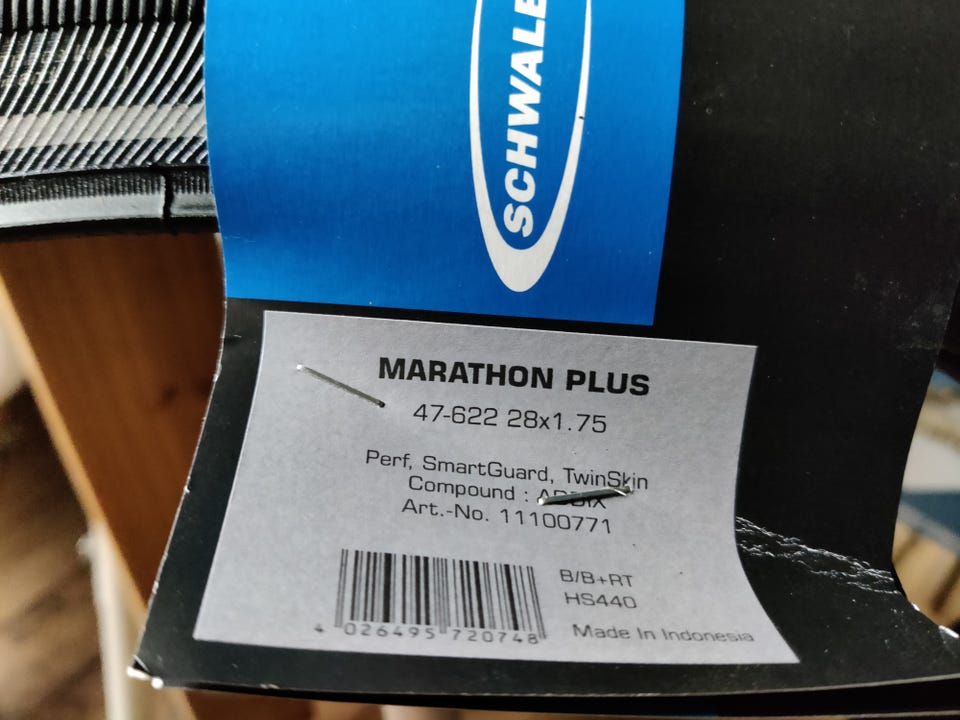 SCHWALBE
MARATHON PLUS
47-622 28x1.75
Perf, SmartGuard, TwinSkin
Compound : ADDIX
Art.-No. 11100771
B/B+RT
HS440
4 026495 720748
Made In Indonesia